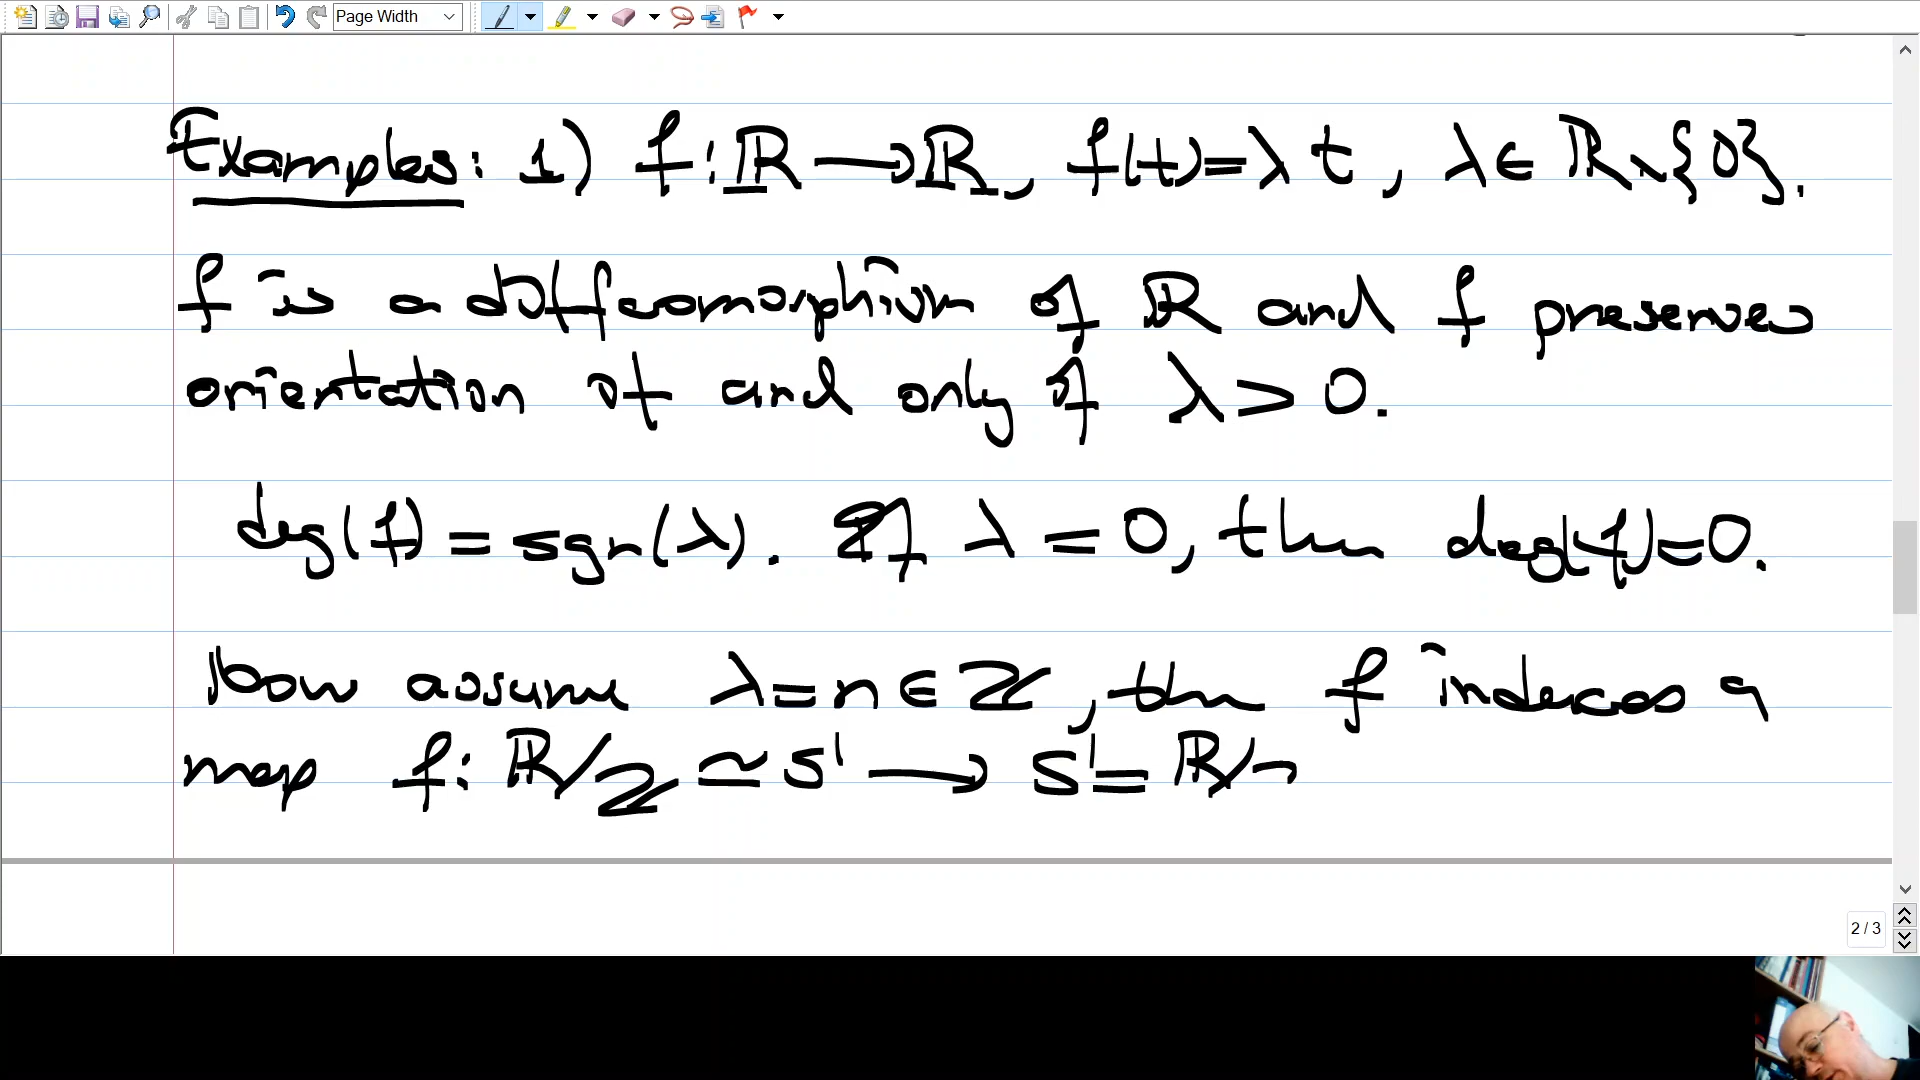 Page Width
Examples: 1) f: ℝ ⟶ ℝ, f(t)=λt, λ∈ℝ∖{0}.
f is a diffeomorphism of ℝ and f preserves
orientation if and only if λ > 0.
deg(f) = sgn(λ). If λ = 0, then deg(f)=0.
Now assume λ=n∈ℤ, then f induces a
map f: ℝ/ℤ ≃ S¹ ⟶ S¹ = ℝ/
2 / 3